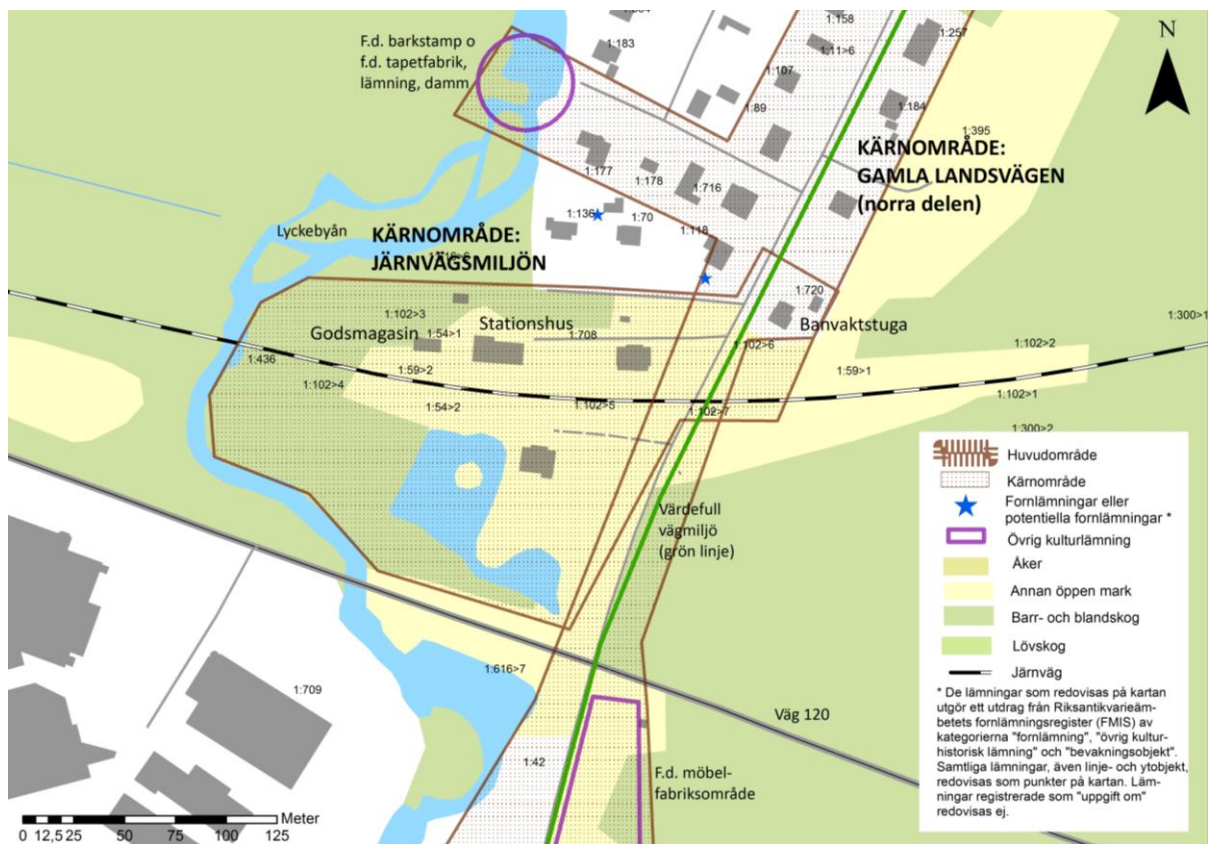 F.d. barkstamp o
f.d. tapetfabrik,
lämning, damm
1:183
1:158
1:11>6
1:257
1:107
1:89
1:184
1:395
N
KÄRNOMRÅDE:
GAMLA LANDSVÄGEN
(norra delen)
1:177
1:178
1:716
1:136
1:70
1:118
Lyckebyån
KÄRNOMRÅDE:
JÄRNVÄGSMILJÖN
1:720
1:102>3
Godsmagasin
1:54>1
Stationshus
1:708
Banvaktstuga
1:300>1
1:436
1:102>6
1:102>2
1:59>2
1:59>1
1:102>4
1:54>2
1:102>5
1:102>7
1:102>1
1:300>2
Värdefull
vägmiljö
(grön linje)
1:616>7
1:709
Väg 120
1:42
F.d. möbel-
fabriksområde
Huvudområde
Kärnområde
Fornlämningar eller
potentiella fornlämningar *
Övrig kulturlämning
Åker
Annan öppen mark
Barr- och blandskog
Lövskog
Järnväg
* De lämningar som redovisas på kartan
utgör ett utdrag från Riksantikvarieäm-
betets fornlämningsregister (FMIS) av
kategorierna "fornlämning", "övrig kultur-
historisk lämning" och "bevakningsobjekt".
Samtliga lämningar, även linje- och ytobjekt,
redovisas som punkter på kartan. Läm-
ningar registrerade som "uppgift om"
redovisas ej.
Meter
0 12,5 25 50 75 100 125